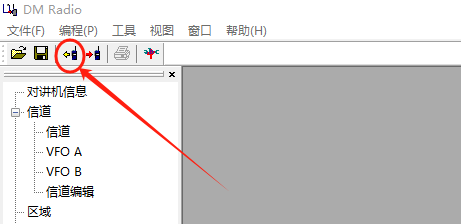 DM Radio
文件(F) 编程(P) 工具 视图 窗口 帮助(H)
对讲机信息
信道
信道
VFO A
VFO B
信道编辑
区域